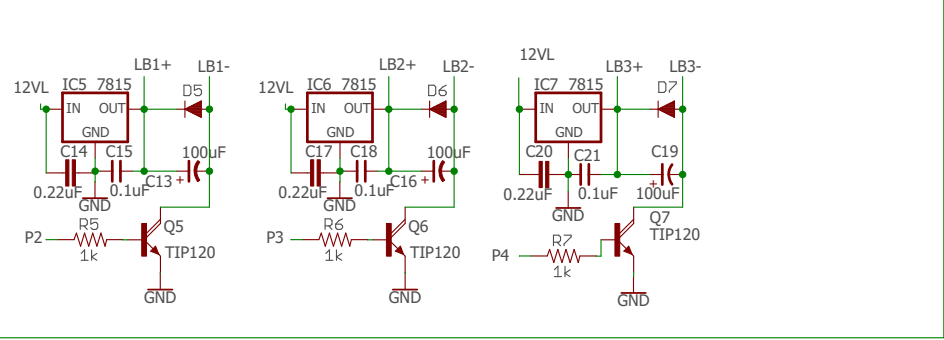 12VL
LB1+ LB1- LB2+ LB2- LB3+ LB3-
12VL IC5 7815 D5 12VL IC6 7815 D6 IC7 7815 D7
IN OUT IN OUT IN OUT
GND GND GND
C14 C15 100uF C17 C18 100uF C20 C21 C19
0.22uF 0.1uF C13 + 0.22uF 0.1uF C16 + 0.22uF 0.1uF + 100uF
GND GND GND
P2 R5 1k Q5 TIP120 P3 R6 1k Q6 TIP120 P4 R7 1k Q7 TIP120
GND GND GND